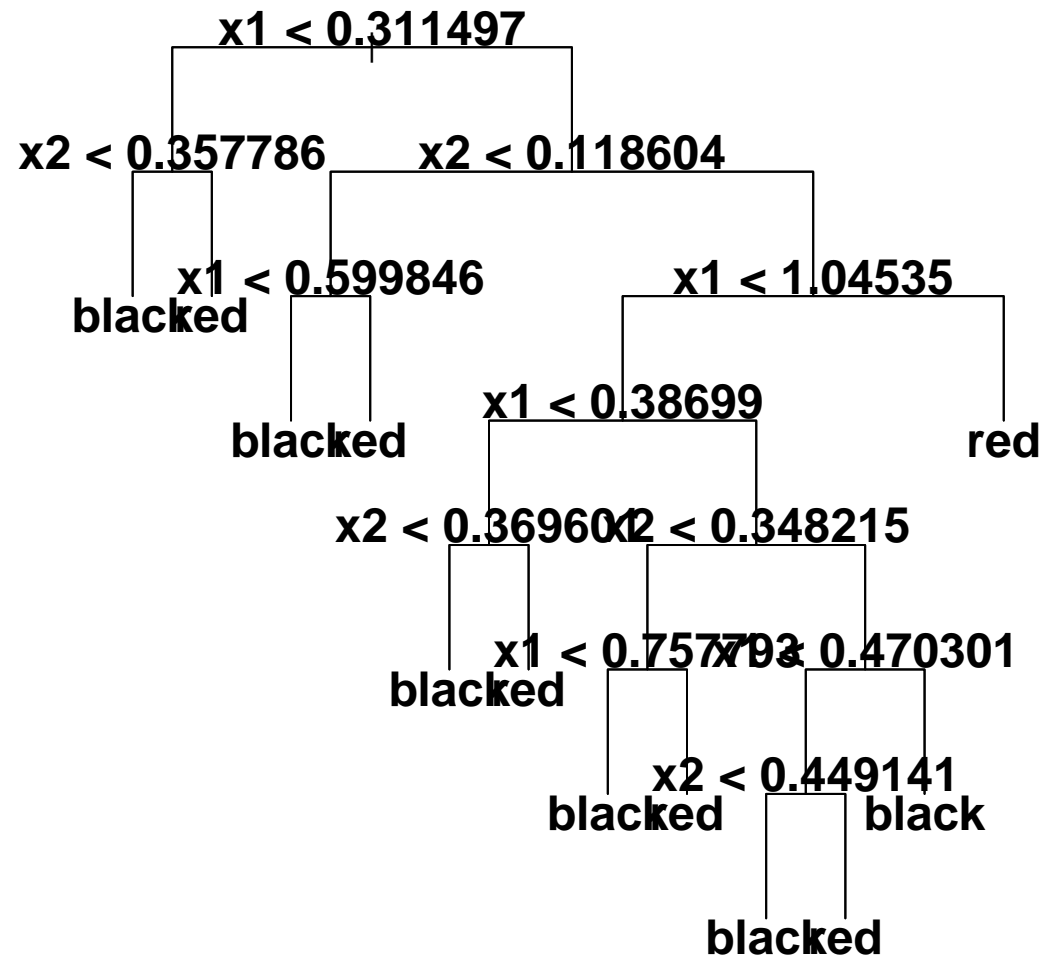 x1 < 0.311497
x2 < 0.357786
x2 < 0.118604
x1 < 0.599846
x1 < 1.04535
black
red
x1 < 0.38699
black
red
red
x2 < 0.369601
x2 < 0.348215
x1 < 0.757793
x1 < 0.470301
black
red
x2 < 0.449141
black
red
black
black
red